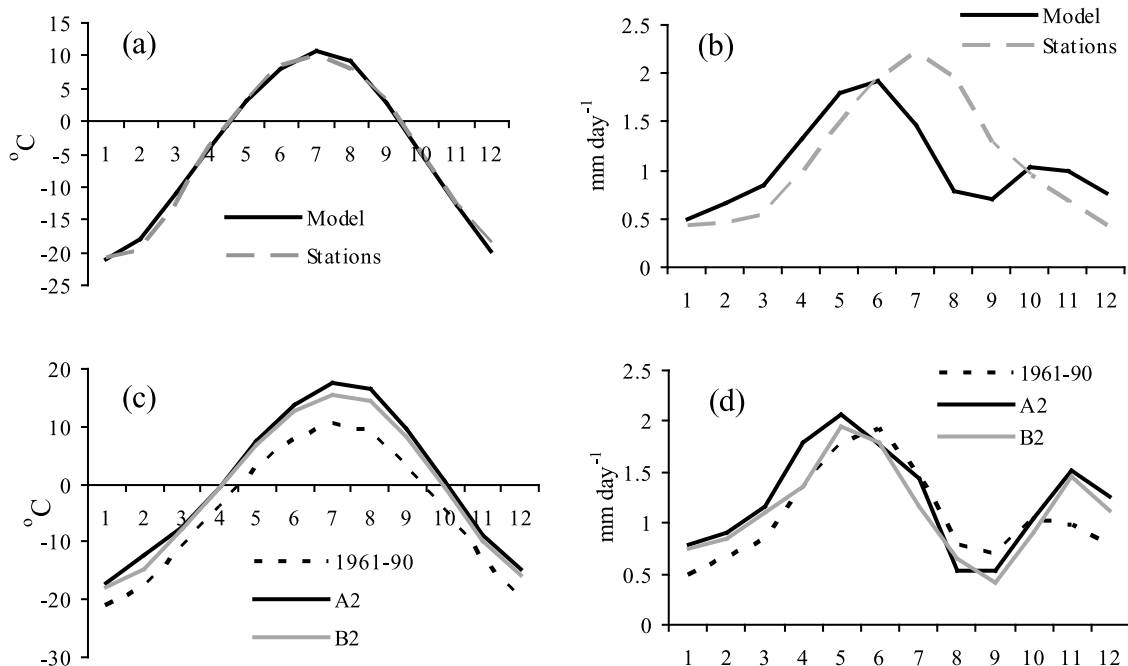 (a)
15
10
5
0
-5
-10
-15
-20
-25
°C
1 2 3 4 5 6 7 8 9 10 11 12
Model
Stations
(b)
Model
Stations
2.5
2
1.5
1
0.5
0
mm day-1
1 2 3 4 5 6 7 8 9 10 11 12
(c)
20
10
0
-10
-20
-30
°C
1 2 3 4 5 6 7 8 9 10 11 12
1961-90
A2
B2
(d)
1961-90
A2
B2
2.5
2
1.5
1
0.5
0
mm day-1
1 2 3 4 5 6 7 8 9 10 11 12